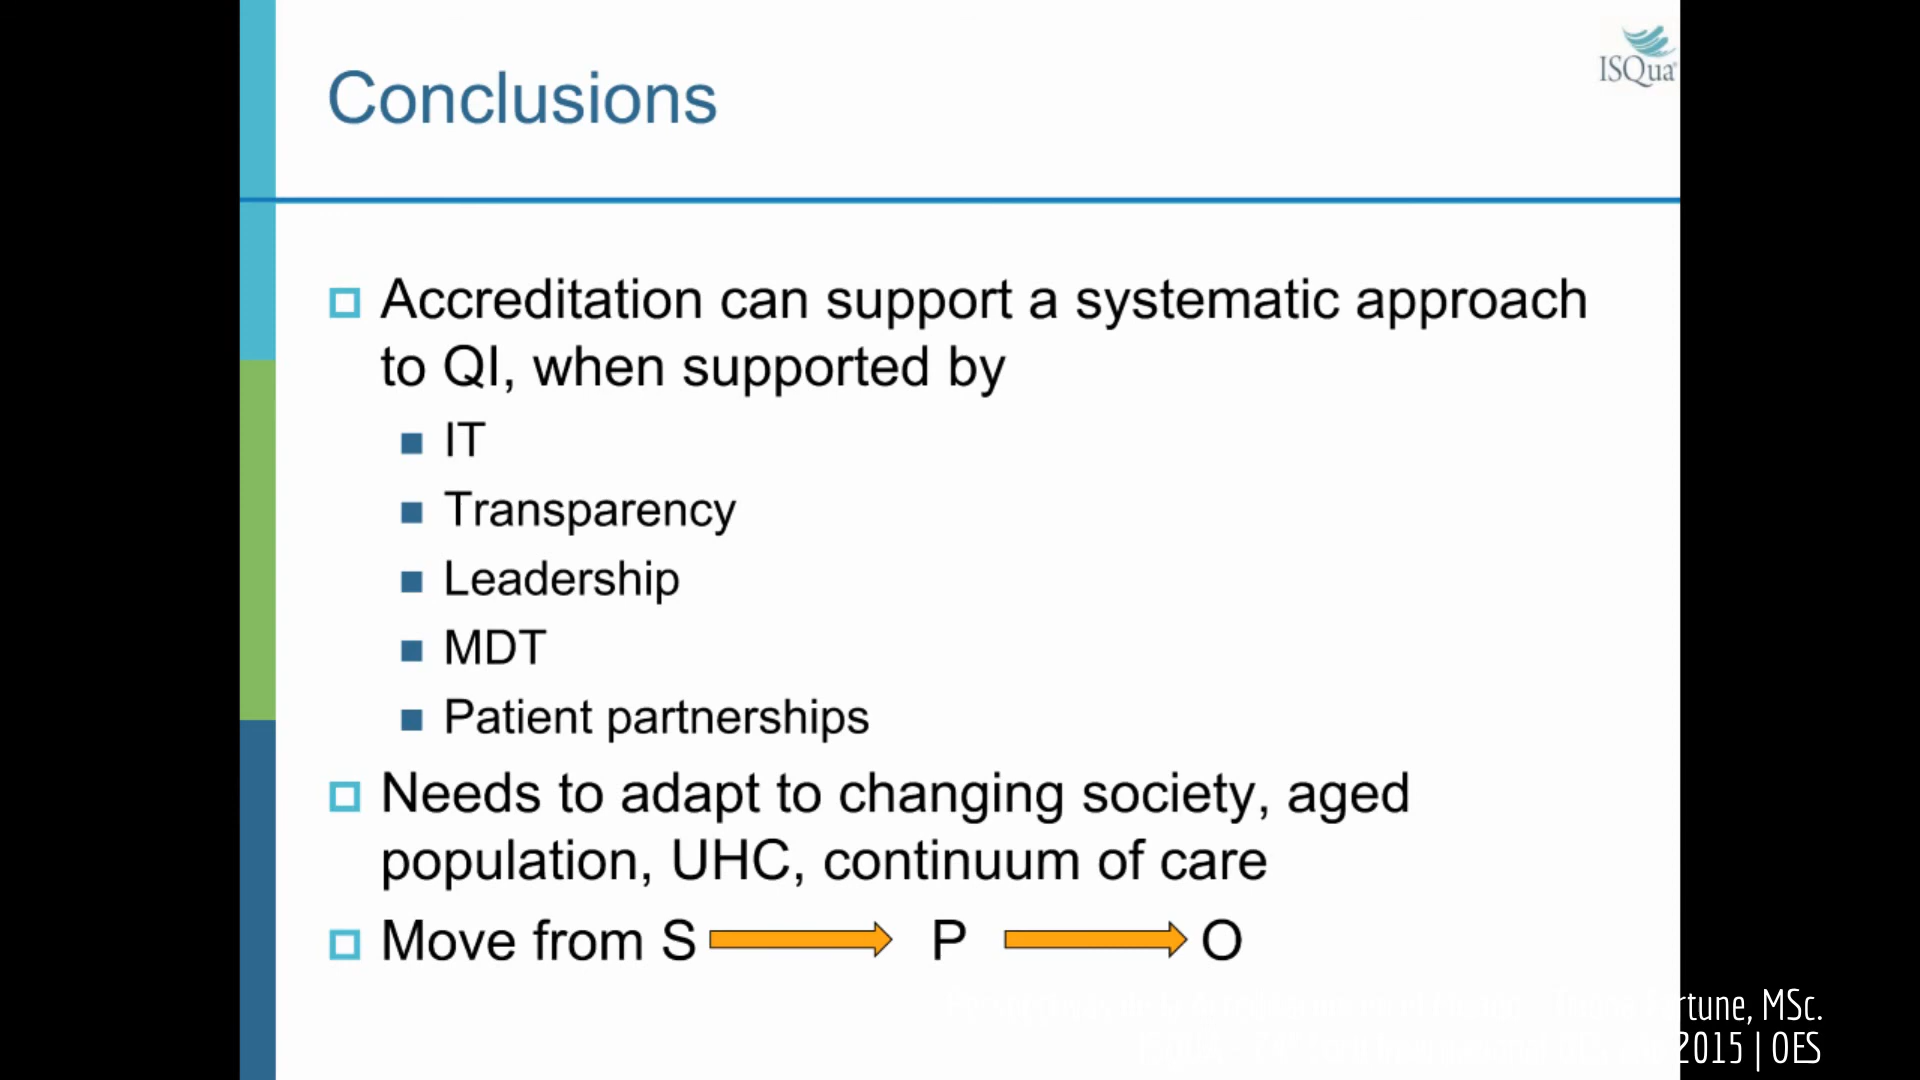 ISQua
Conclusions
Accreditation can support a systematic approach
to QI, when supported by
IT
Transparency
Leadership
MDT
Patient partnerships
Needs to adapt to changing society, aged
population, UHC, continuum of care
Move from S P O
MSc.
2015 | OES